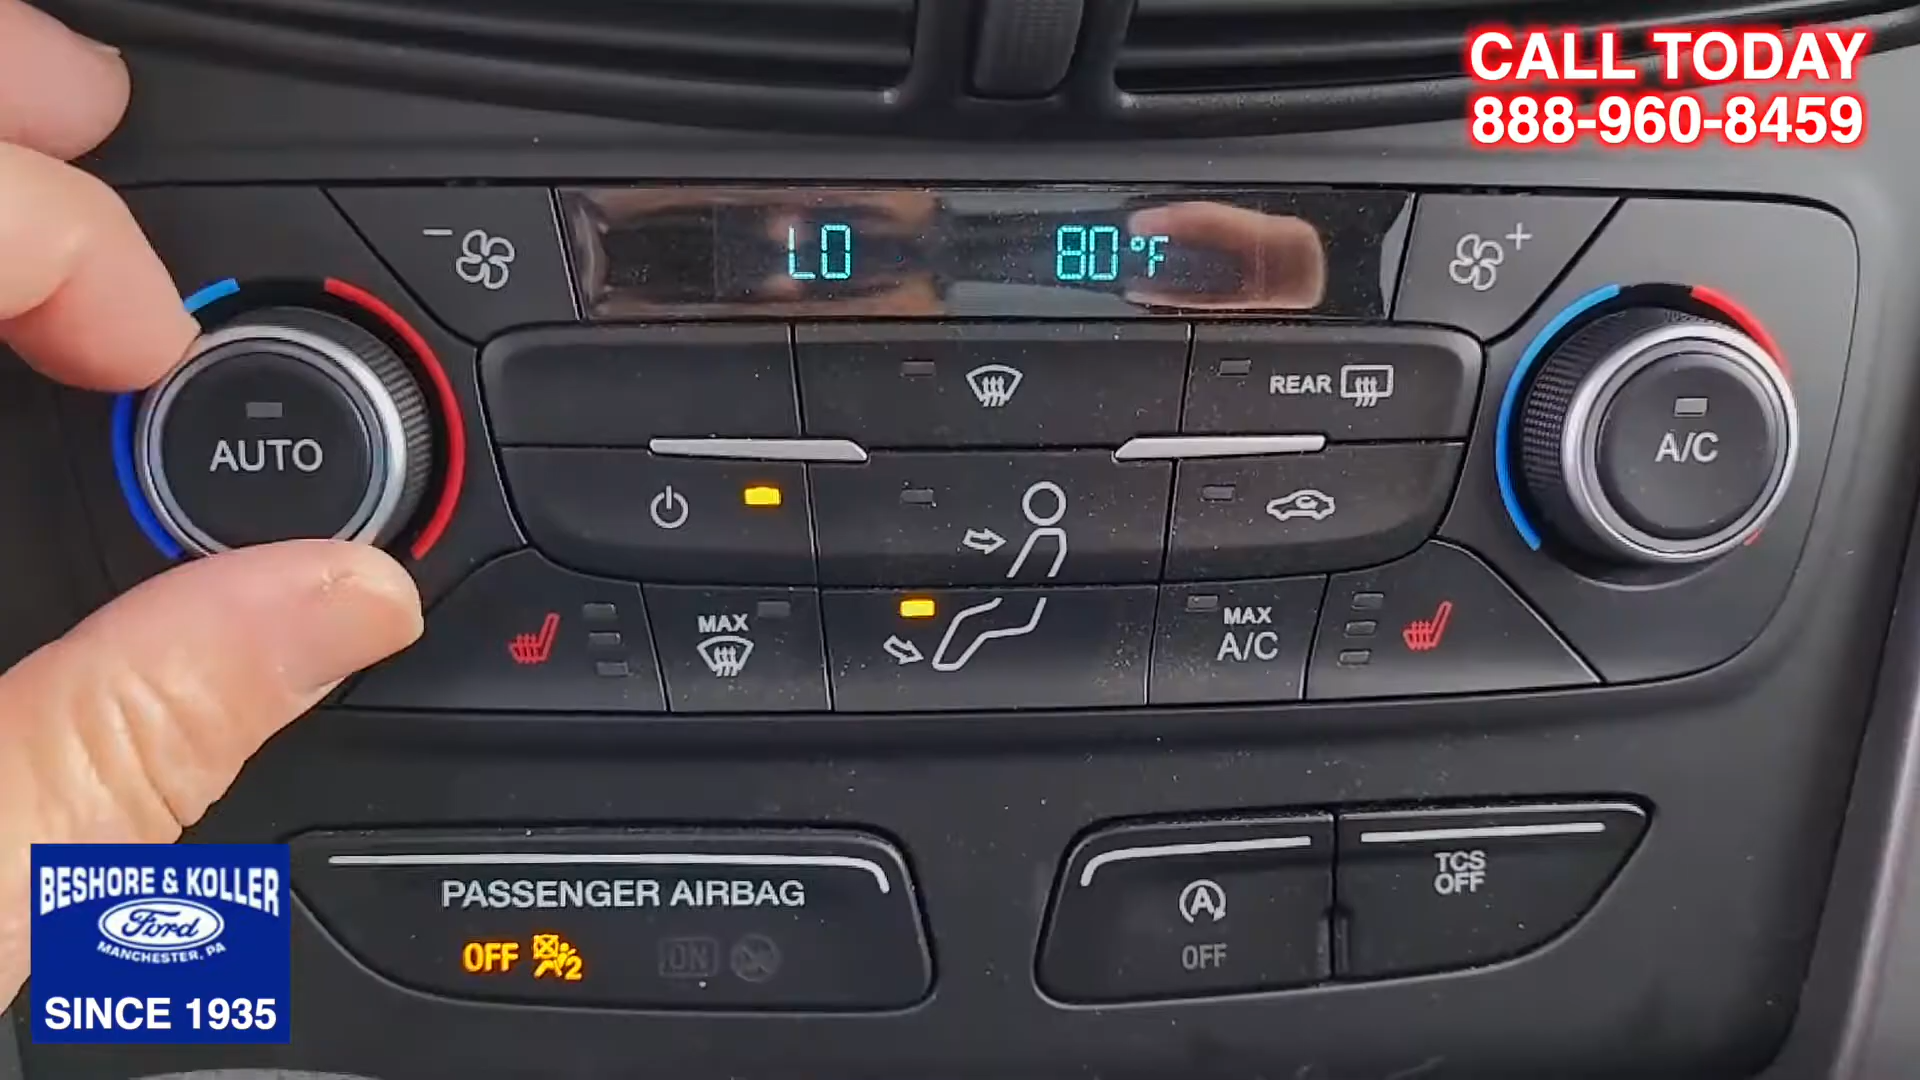 CALL TODAY
888-960-8459
LO 80°F
REAR
AUTO
A/C
MAX
MAX
A/C
PASSENGER AIRBAG
OFF 2 ON
A
OFF
TCS
OFF
BESHORE & KOLLER
Ford
MANCHESTER, PA
SINCE 1935